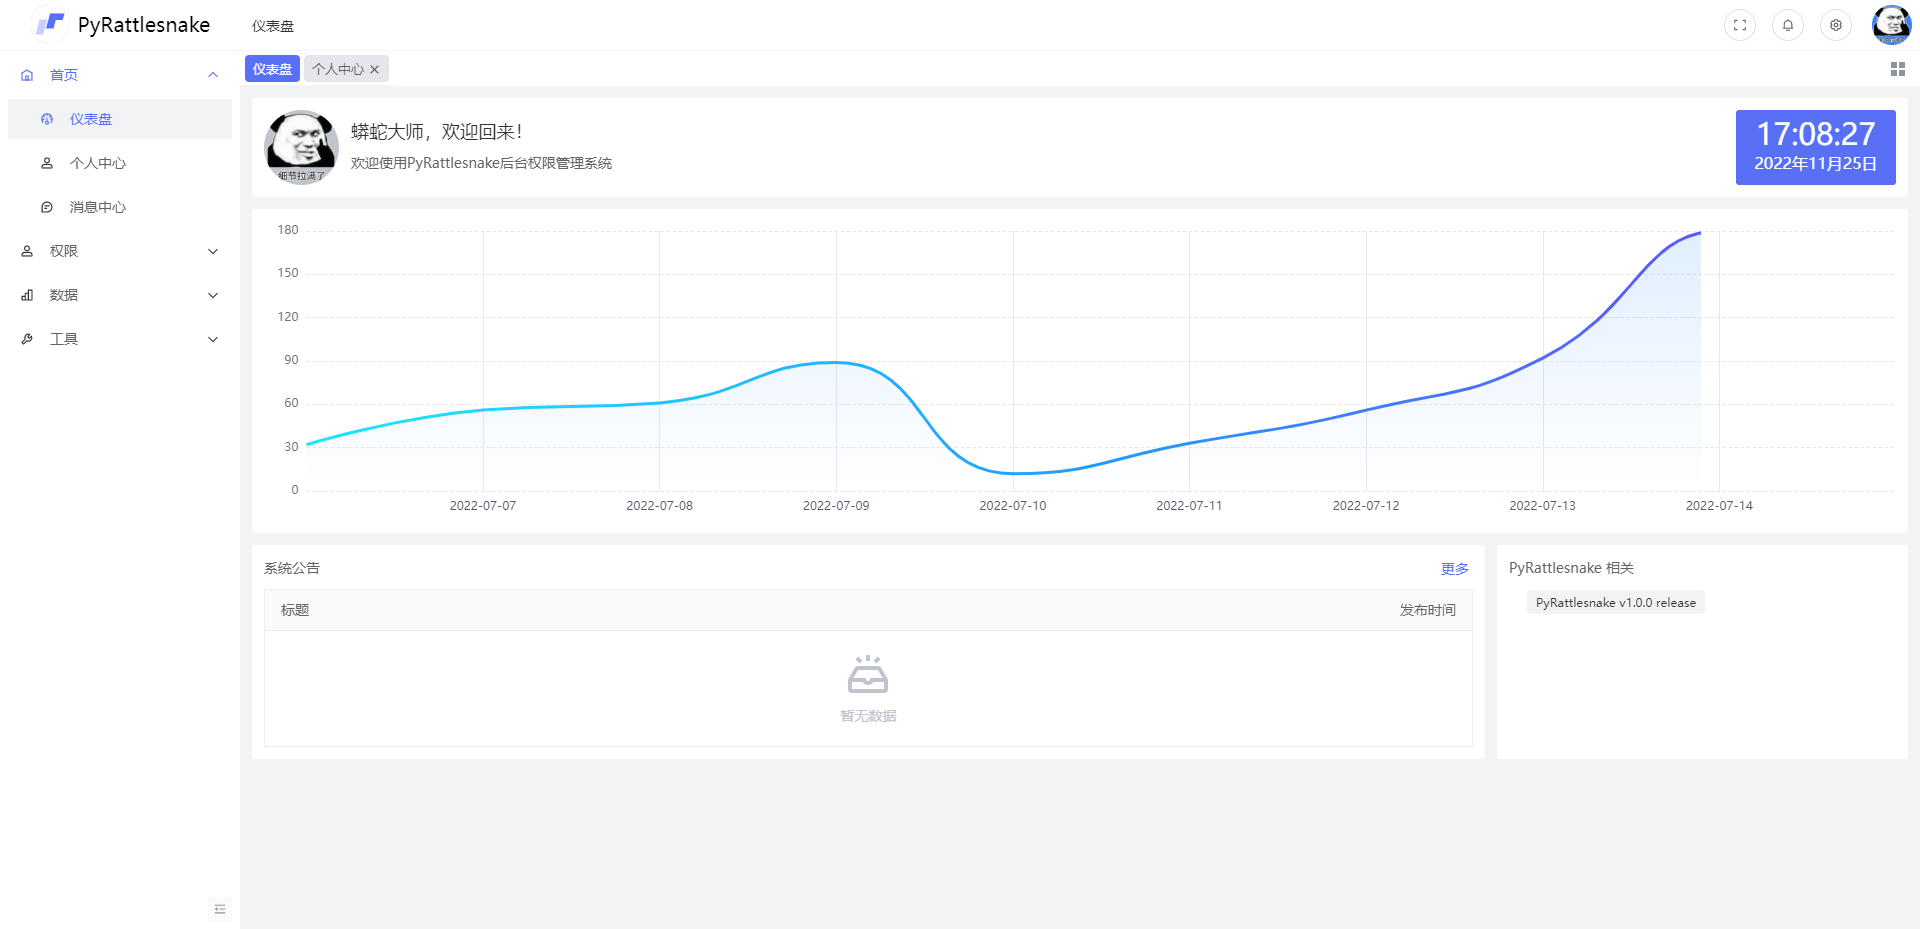 PyRattlesnake
仪表盘
首页
仪表盘
个人中心
消息中心
权限
数据
工具
仪表盘 个人中心
细节拉满了
蟒蛇大师，欢迎回来！
欢迎使用PyRattlesnake后台权限管理系统
17:08:27
2022年11月25日
180
150
120
90
60
30
0
2022-07-07 2022-07-08 2022-07-09 2022-07-10 2022-07-11 2022-07-12 2022-07-13 2022-07-14
系统公告 更多
标题 发布时间
暂无数据
PyRattlesnake 相关
PyRattlesnake v1.0.0 release